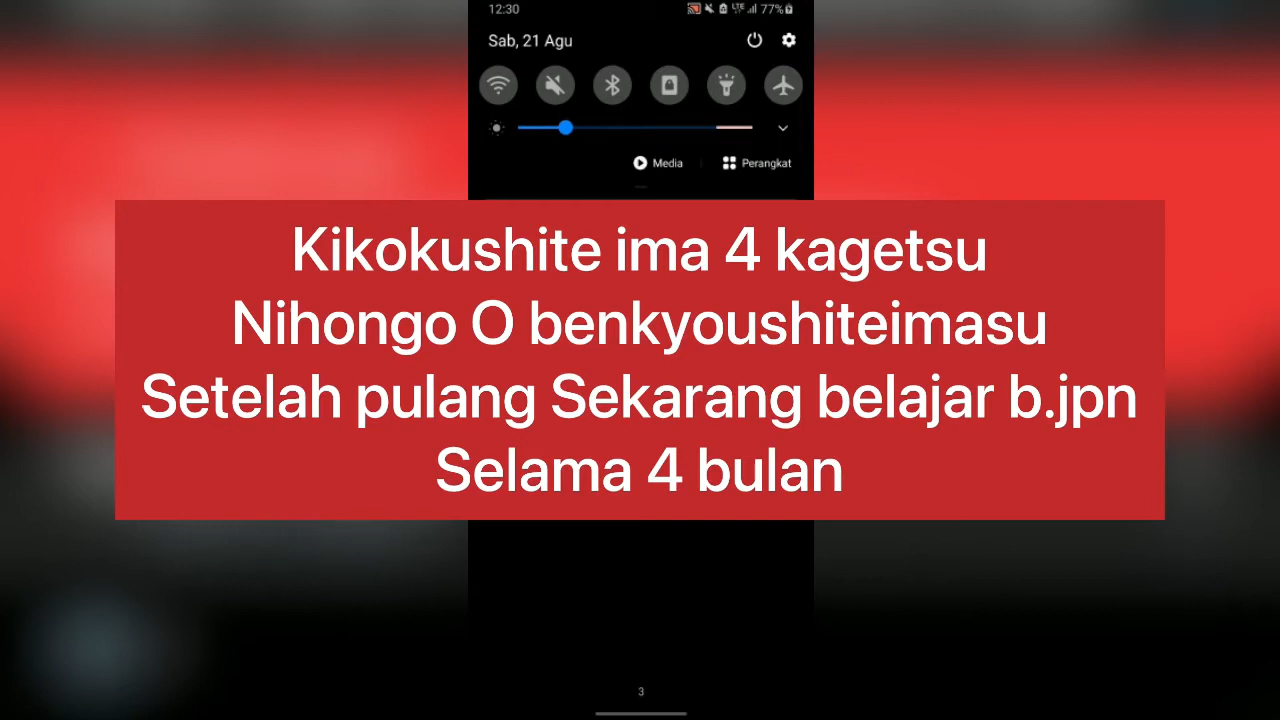 12:30
LTE
77%
Sab, 21 Agu
Media
Perangkat
Kikokushite ima 4 kagetsu
Nihongo O benkyoushiteimasu
Setelah pulang Sekarang belajar b.jpn
Selama 4 bulan
3